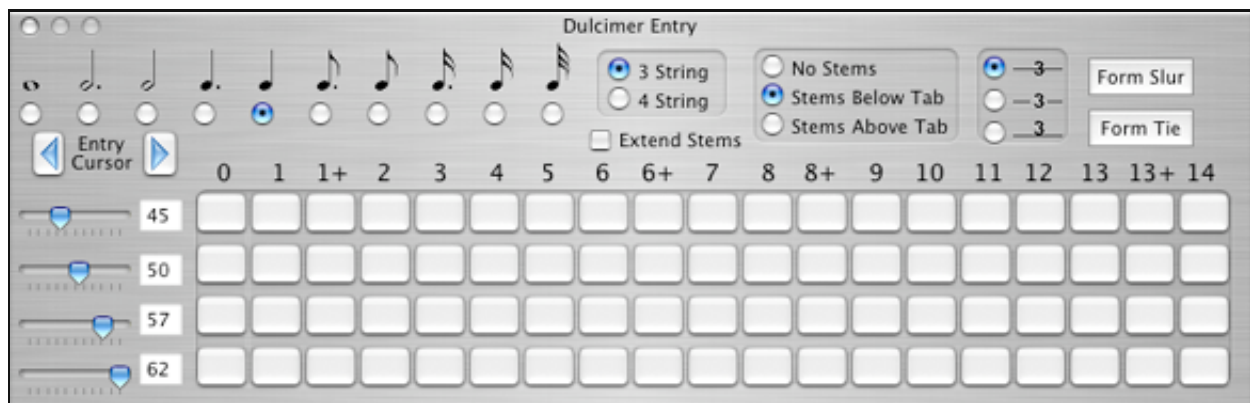 Dulcimer Entry
3 String
4 String
Extend Stems
No Stems
Stems Below Tab
Stems Above Tab
3
3
3
Form Slur
Form Tie
Entry
Cursor
0 1 1+ 2 3 4 5 6 6+ 7 8 8+ 9 10 11 12 13 13+ 14
45
50
57
62